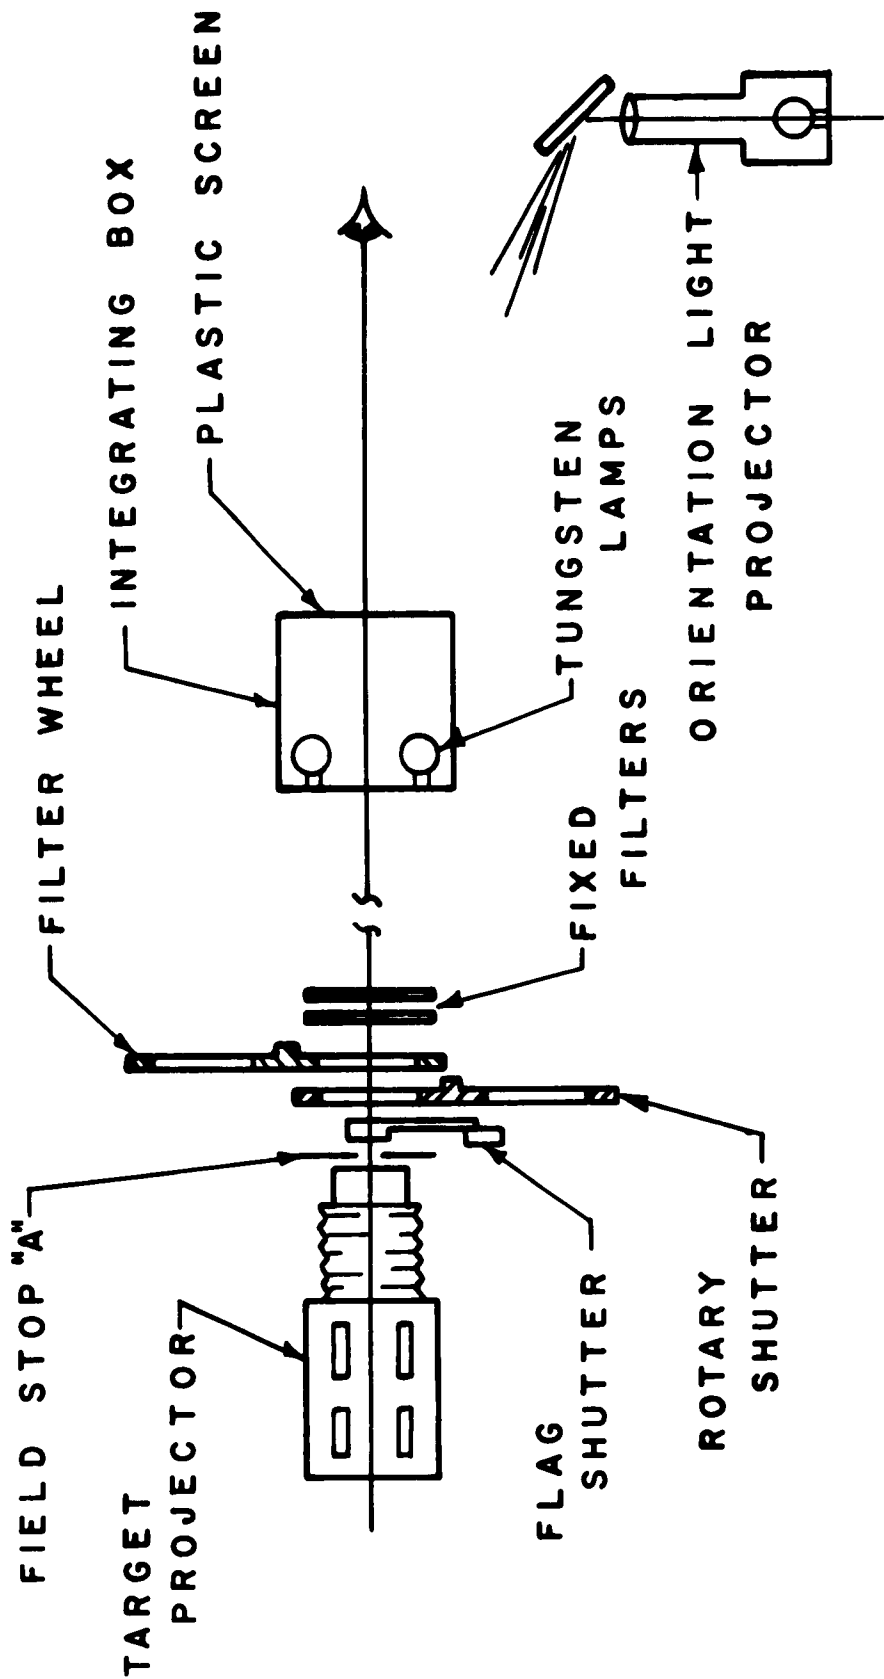 FIELD STOP "A"
TARGET
PROJECTOR
FILTER WHEEL
INTEGRATING BOX
PLASTIC SCREEN
FLAG
SHUTTER
ROTARY
SHUTTER
FIXED
FILTERS
TUNGSTEN
LAMPS
ORIENTATION LIGHT
PROJECTOR